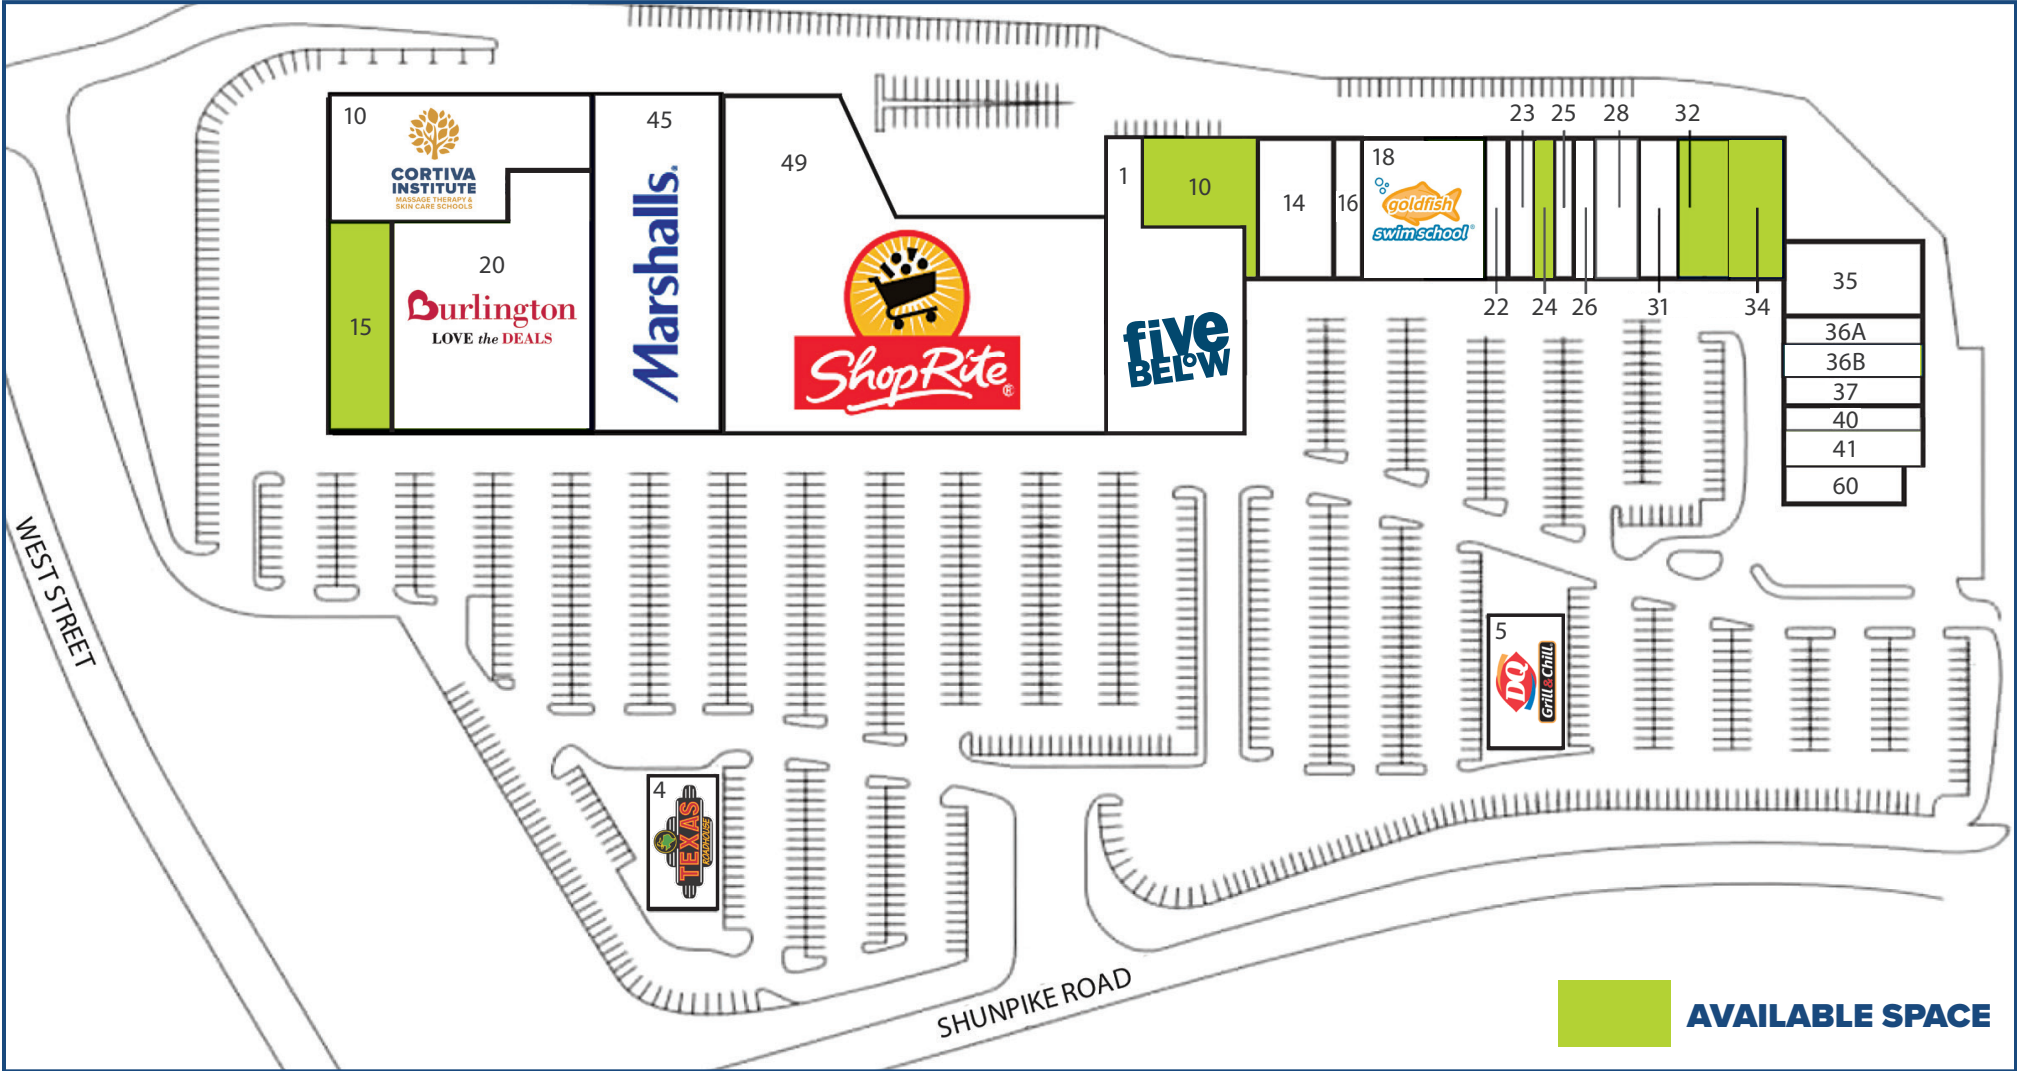 10
CORTIVA
INSTITUTE
MASSAGE THERAPY &
SKIN CARE SCHOOLS
15
20
Burlington
LOVE the DEALS
45
Marshalls.
49
ShopRite®
1
five
BELOW
10
14
16
18
goldfish
swim school®
23
25
28
32
22
24
26
31
34
35
36A
36B
37
40
41
60
WEST STREET
4
TEXAS
ROADHOUSE
5
DQ
Grill & Chill
SHUNPIKE ROAD
AVAILABLE SPACE